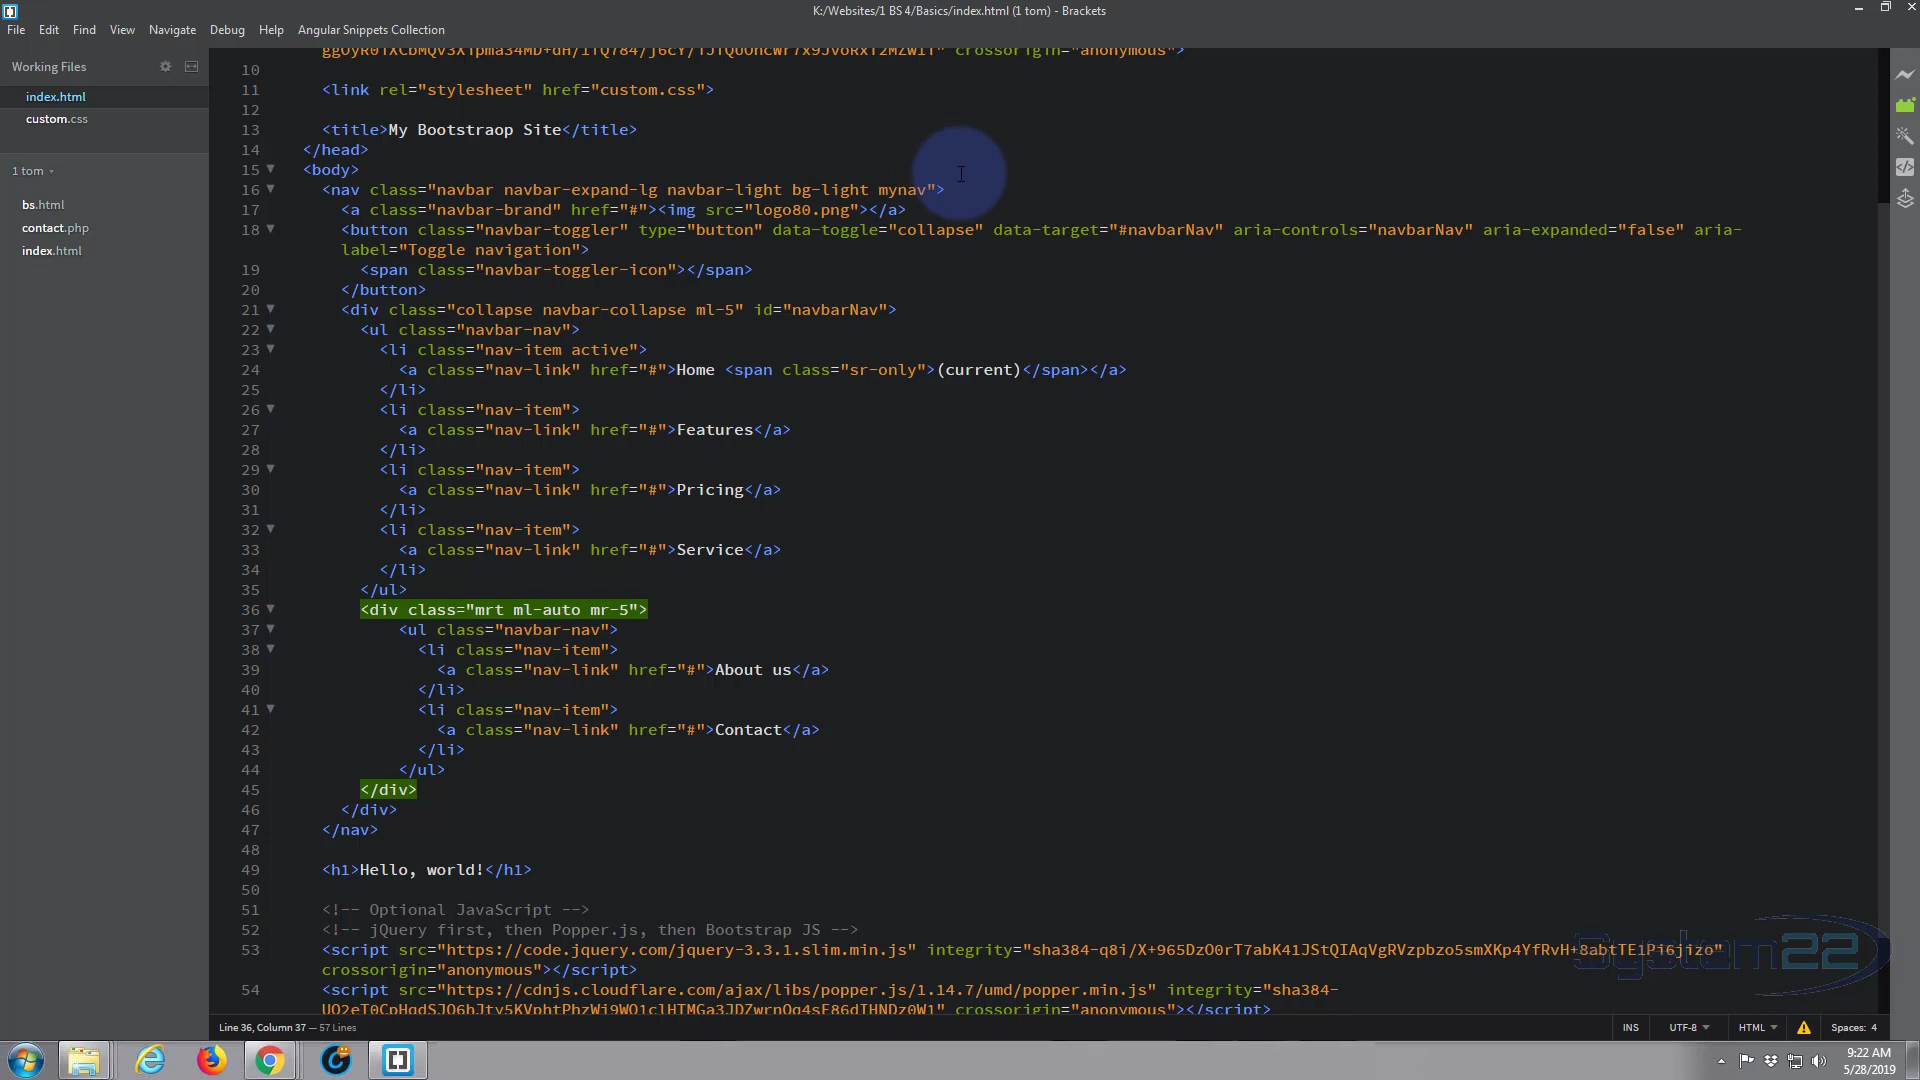 K:/Websites/1 BS 4/Basics/index.html (1 tom) - Brackets
File Edit Find View Navigate Debug Help Angular Snippets Collection
Working Files
index.html
custom.css
1 tom
bs.html
contact.php
index.html
crossorigin="anonymous">
10
11 <link rel="stylesheet" href="custom.css">
12
13 <title>My Bootstraop Site</title>
14 </head>
15 <body>
16 <nav class="navbar navbar-expand-lg navbar-light bg-light mynav">
17 <a class="navbar-brand" href="#"><img src="logo80.png"></a>
18 <button class="navbar-toggler" type="button" data-toggle="collapse" data-target="#navbarNav" aria-controls="navbarNav" aria-expanded="false" aria-
label="Toggle navigation">
19 <span class="navbar-toggler-icon"></span>
20 </button>
21 <div class="collapse navbar-collapse ml-5" id="navbarNav">
22 <ul class="navbar-nav">
23 <li class="nav-item active">
24 <a class="nav-link" href="#">Home <span class="sr-only">(current)</span></a>
25 </li>
26 <li class="nav-item">
27 <a class="nav-link" href="#">Features</a>
28 </li>
29 <li class="nav-item">
30 <a class="nav-link" href="#">Pricing</a>
31 </li>
32 <li class="nav-item">
33 <a class="nav-link" href="#">Service</a>
34 </li>
35 </ul>
36 <div class="mrt ml-auto mr-5">
37 <ul class="navbar-nav">
38 <li class="nav-item">
39 <a class="nav-link" href="#">About us</a>
40 </li>
41 <li class="nav-item">
42 <a class="nav-link" href="#">Contact</a>
43 </li>
44 </ul>
45 </div>
46 </div>
47 </nav>
48
49 <h1>Hello, world!</h1>
50
51 <!-- Optional JavaScript -->
52 <!-- jQuery first, then Popper.js, then Bootstrap JS -->
53 <script src="https://code.jquery.com/jquery-3.3.1.slim.min.js" integrity="sha384-q8i/X+965DzO0rT7abK41JStQIAqVgRVzpbzo5smXKp4YfRvH+8abtTE1Pi6jizo"
crossorigin="anonymous"></script>
54 <script src="https://cdnjs.cloudflare.com/ajax/libs/popper.js/1.14.7/umd/popper.min.js" integrity="sha384-
crossorigin="anonymous"></script>
System22
Line 36, Column 37 — 57 Lines
INS UTF-8 HTML Spaces: 4
9:22 AM
5/28/2019